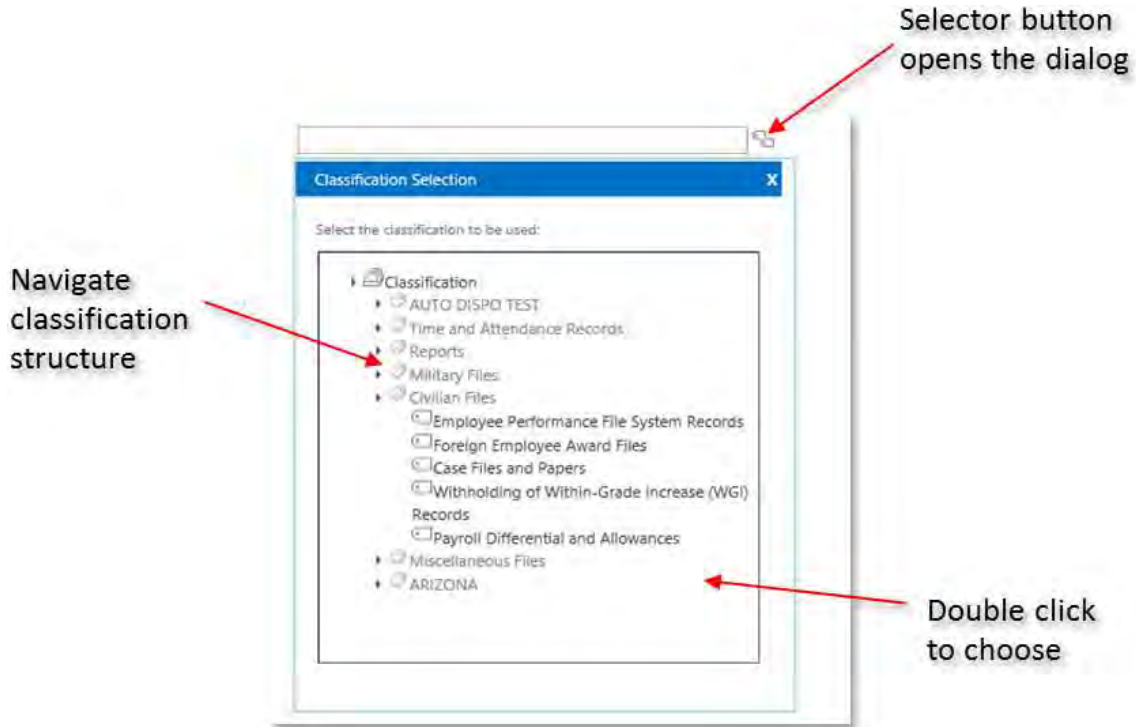 Selector button
opens the dialog
Classification Selection
X
Select the classification to be used:
Navigate
classification
structure
Classification
AUTO DISPO TEST
Time and Attendance Records
Reports
Military Files
Civilian Files
Employee Performance File System Records
Foreign Employee Award Files
Case Files and Papers
Withholding of Within-Grade Increase (WGI)
Records
Payroll Differential and Allowances
Miscellaneous Files
ARIZONA
Double click
to choose